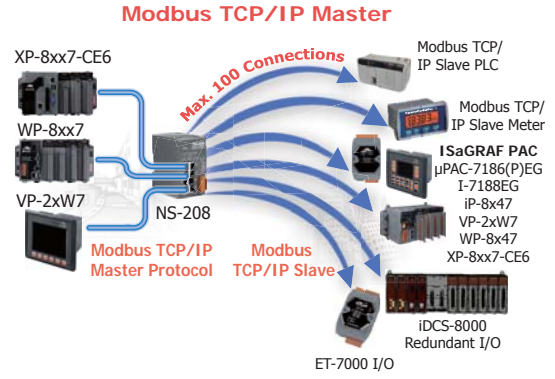 Modbus TCP/IP Master
XP-8xx7-CE6
WP-8xx7
VP-2xW7
NS-208
Modbus TCP/IP
Master Protocol
Max. 100 Connections
Modbus
TCP/IP Slave
Modbus TCP/
IP Slave PLC
Modbus TCP/
IP Slave Meter
ISaGRAF PAC
µPAC-7186(P)EG
I-7188EG
iP-8x47
VP-2xW7
WP-8x47
XP-8xx7-CE6
iDCS-8000
Redundant I/O
ET-7000 I/O